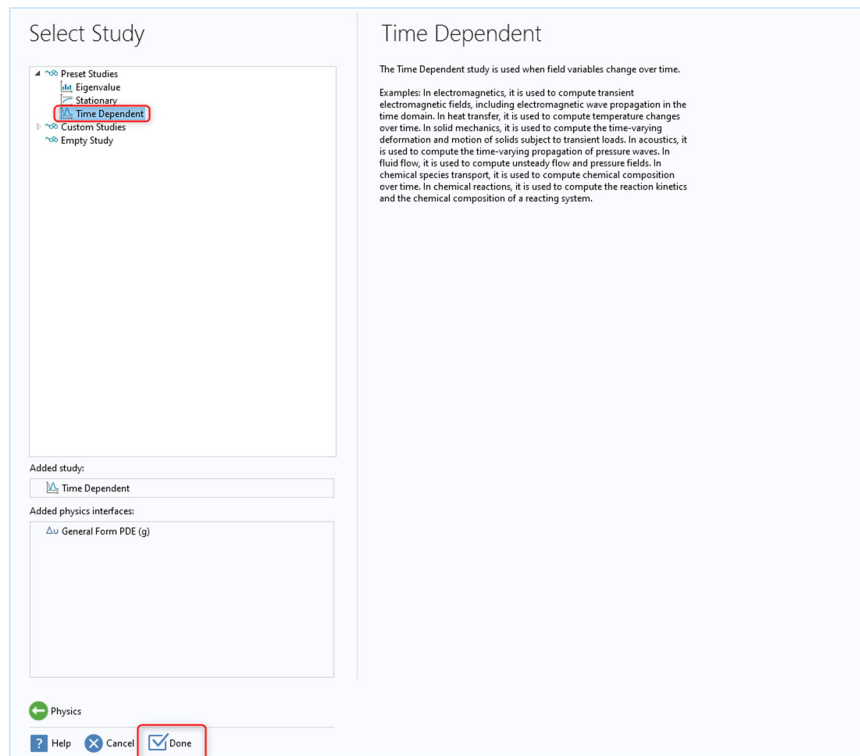 Select Study
Preset Studies
Eigenvalue
Stationary
Time Dependent
Custom Studies
Empty Study
Added study:
Time Dependent
Added physics interfaces:
Δu General Form PDE (g)
Physics
? Help Cancel Done
Time Dependent
The Time Dependent study is used when field variables change over time.
Examples: In electromagnetics, it is used to compute transient
electromagnetic fields, including electromagnetic wave propagation in the
time domain. In heat transfer, it is used to compute temperature changes
over time. In solid mechanics, it is used to compute the time-varying
deformation and motion of solids subject to transient loads. In acoustics, it
is used to compute the time-varying propagation of pressure waves. In
fluid flow, it is used to compute unsteady flow and pressure fields. In
chemical species transport, it is used to compute chemical composition
over time. In chemical reactions, it is used to compute the reaction kinetics
and the chemical composition of a reacting system.